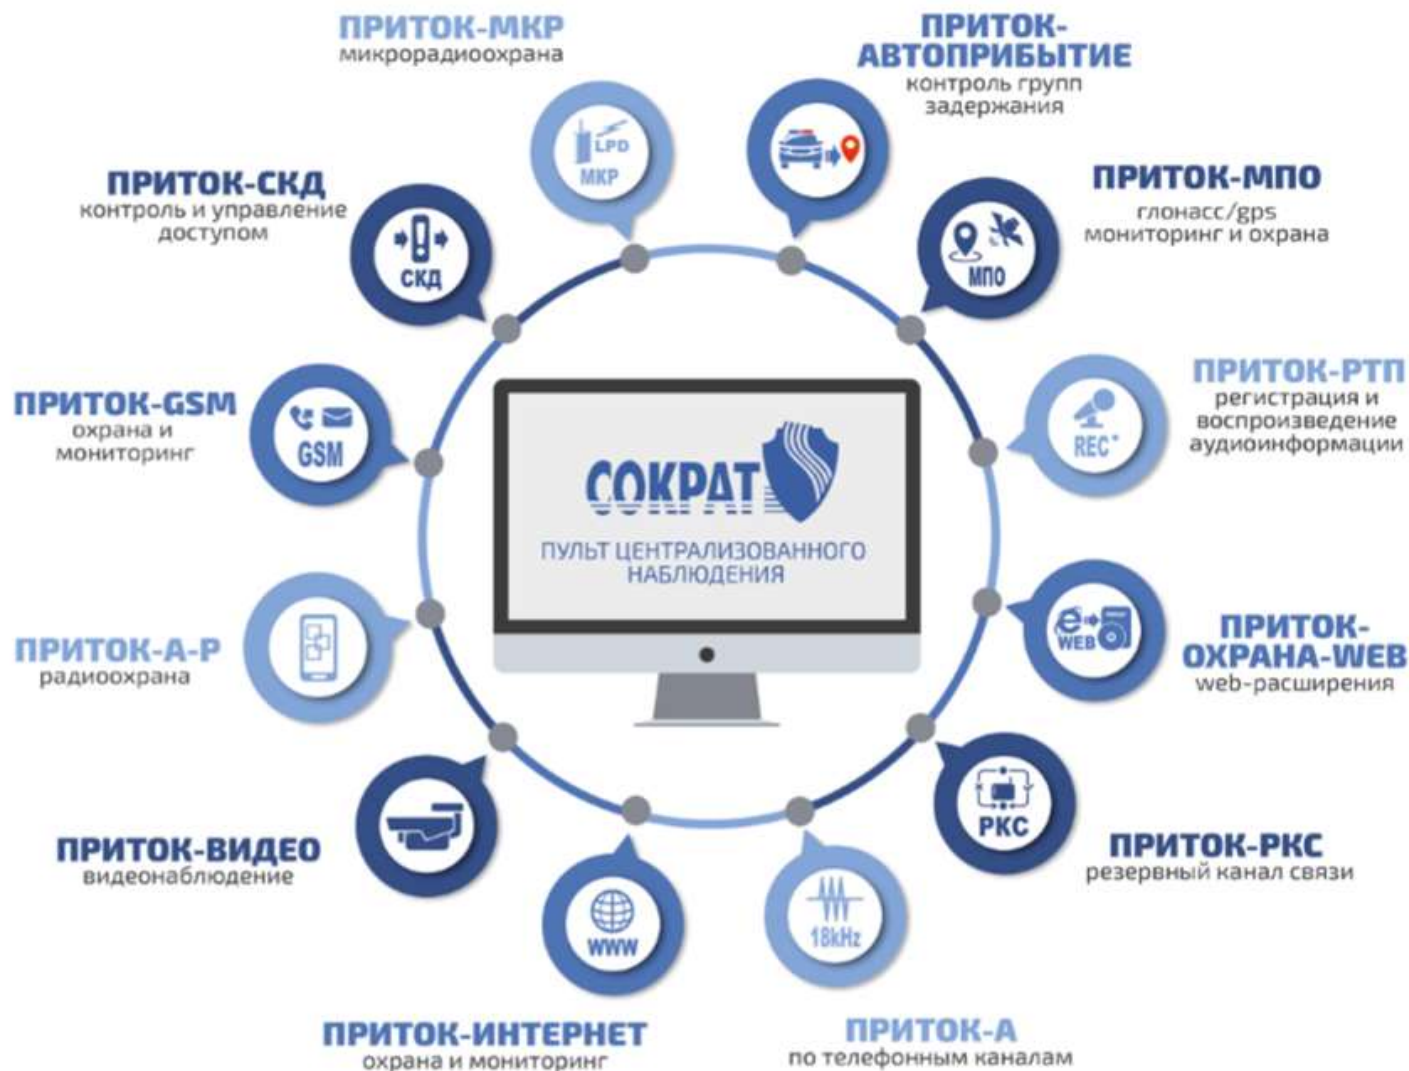 ПРИТОК-МКР
микрорадиоохрана
LPD
МКР
ПРИТОК-
АВТОПРИБЫТИЕ
контроль групп
задержания
ПРИТОК-СКД
контроль и управление
доступом
СКД
ПРИТОК-МПО
глонасс/gps
мониторинг и охрана
МПО
ПРИТОК-GSM
охрана и
мониторинг
GSM
ПРИТОК-РТП
регистрация и
воспроизведение
аудиоинформации
REC
СОКРАТ
ПУЛЬТ ЦЕНТРАЛИЗОВАННОГО
НАБЛЮДЕНИЯ
ПРИТОК-А-Р
радиоохрана
ПРИТОК-
ОХРАНА-WEB
web-расширения
WEB
ПРИТОК-ВИДЕО
видеонаблюдение
ПРИТОК-РКС
резервный канал связи
РКС
WWW
ПРИТОК-ИНТЕРНЕТ
охрана и мониторинг
18kHz
ПРИТОК-А
по телефонным каналам